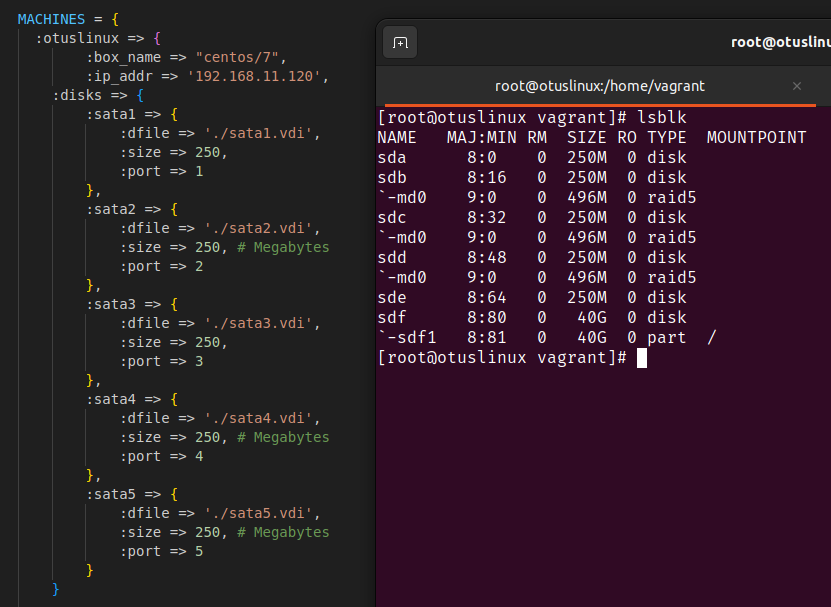 MACHINES = {
  :otuslinux => {
        :box_name => "centos/7",
        :ip_addr => '192.168.11.120',
    :disks => {
        :sata1 => {
            :dfile => './sata1.vdi',
            :size => 250,
            :port => 1
        },
        :sata2 => {
            :dfile => './sata2.vdi',
            :size => 250, # Megabytes
            :port => 2
        },
        :sata3 => {
            :dfile => './sata3.vdi',
            :size => 250,
            :port => 3
        },
        :sata4 => {
            :dfile => './sata4.vdi',
            :size => 250, # Megabytes
            :port => 4
        },
        :sata5 => {
            :dfile => './sata5.vdi',
            :size => 250, # Megabytes
            :port => 5
        }
    }
root@otuslinu
root@otuslinux:/home/vagrant
[root@otuslinux vagrant]# lsblk
NAME   MAJ:MIN RM  SIZE RO TYPE  MOUNTPOINT
sda      8:0    0  250M  0 disk
sdb      8:16   0  250M  0 disk
`-md0    9:0    0  496M  0 raid5
sdc      8:32   0  250M  0 disk
`-md0    9:0    0  496M  0 raid5
sdd      8:48   0  250M  0 disk
`-md0    9:0    0  496M  0 raid5
sde      8:64   0  250M  0 disk
sdf      8:80   0   40G  0 disk
`-sdf1   8:81   0   40G  0 part  /
[root@otuslinux vagrant]#